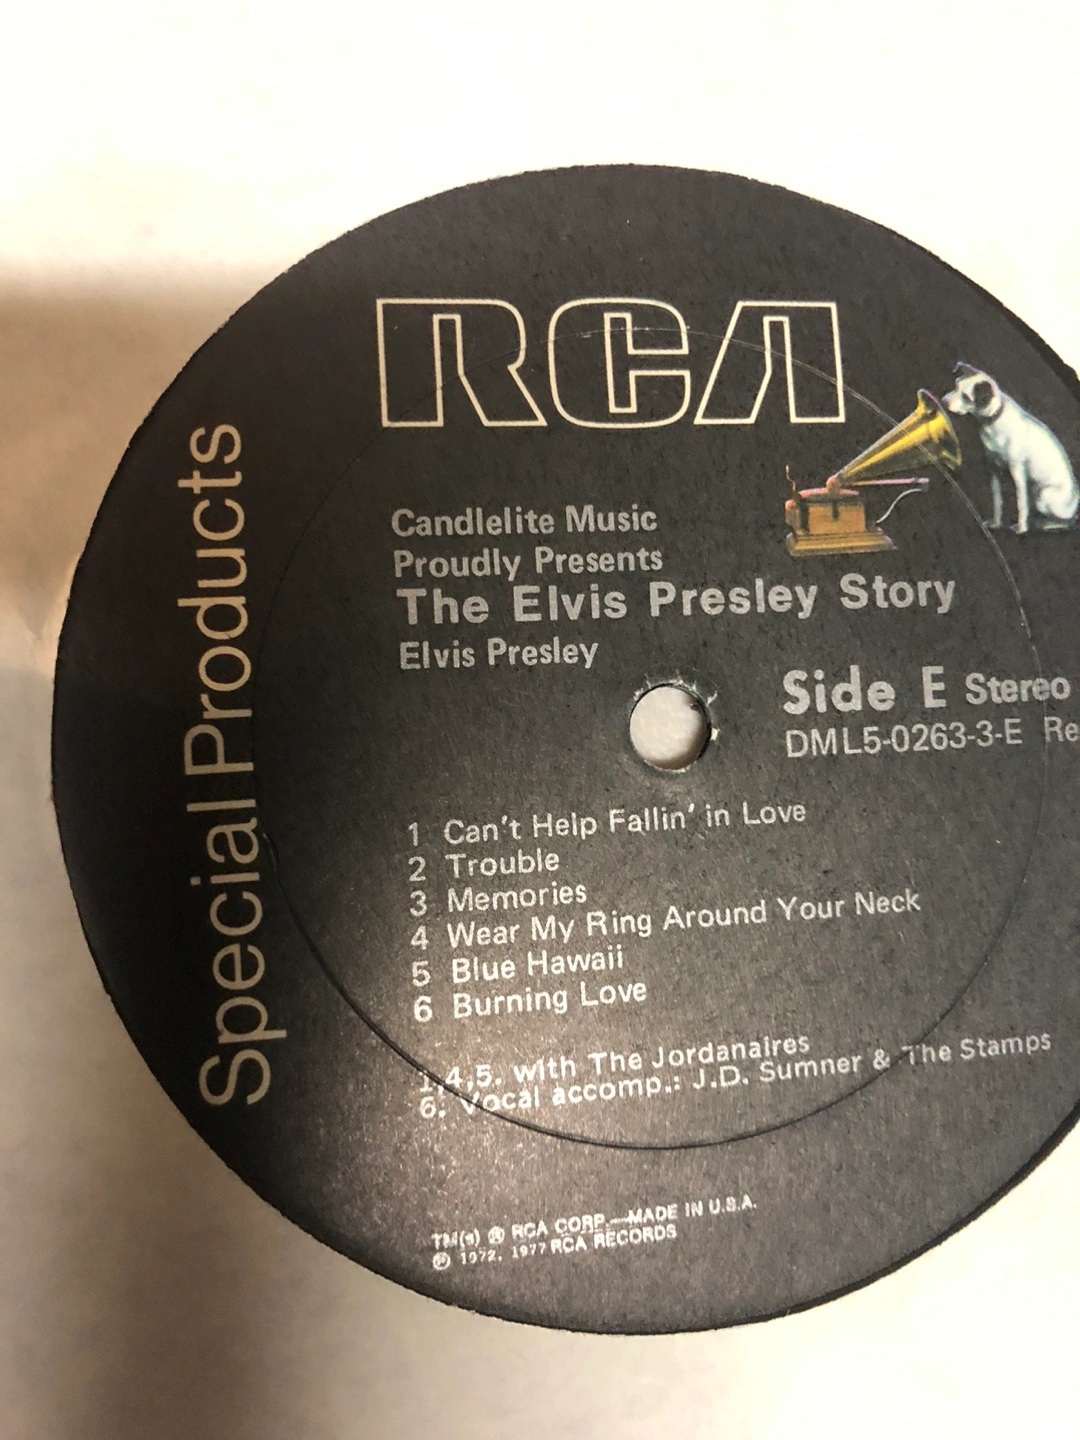 RCA
Special Products
Candlelite Music
Proudly Presents
The Elvis Presley Story
Elvis Presley
Side E Stereo
DML5-0263-3-E
1 Can't Help Fallin' in Love
2 Trouble
3 Memories
4 Wear My Ring Around Your Neck
5 Blue Hawaii
6 Burning Love
1,4,5. with The Jordanaires
6. Vocal accomp.: J.D. Sumner & The Stamps
TM(s) ® RCA CORP.—MADE IN U.S.A.
℗ 1972, 1977 RCA RECORDS